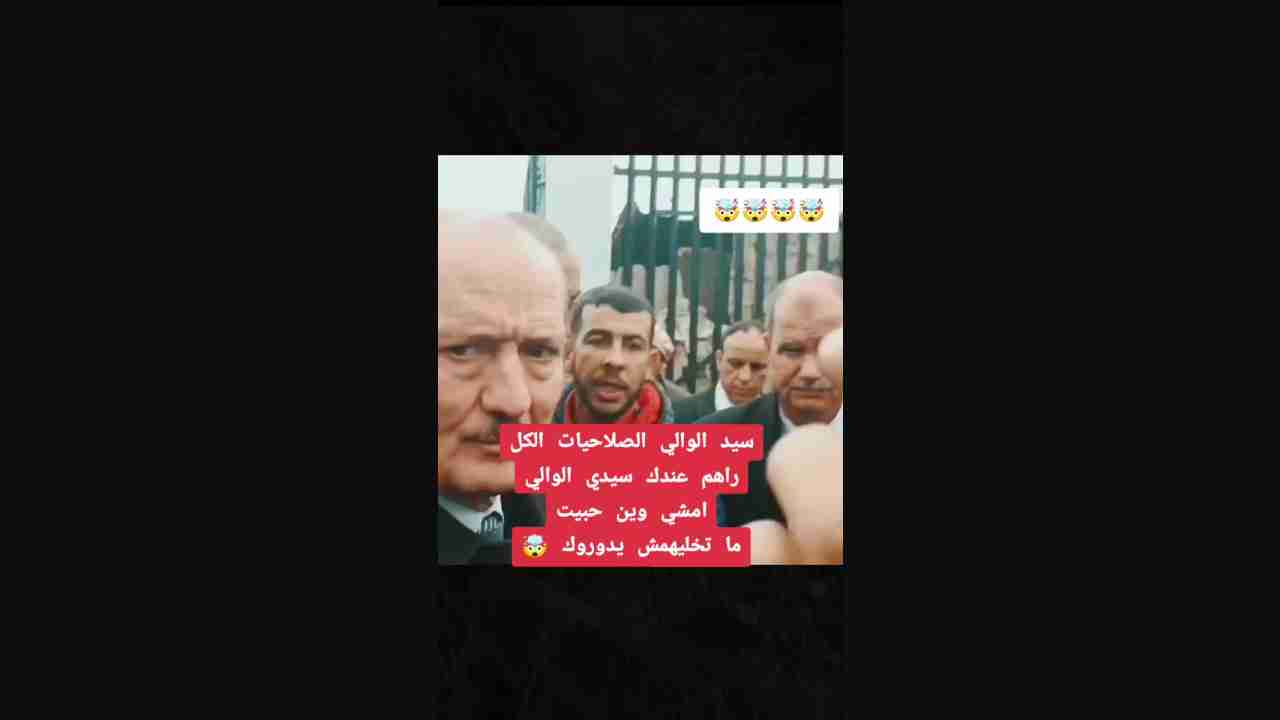 🤯🤯🤯🤯
سيد الوالي الصلاحيات الكل
راهم عندك سيدي الوالي
امشي وين حبيت
ما تخليهمش يدوروك 🤯